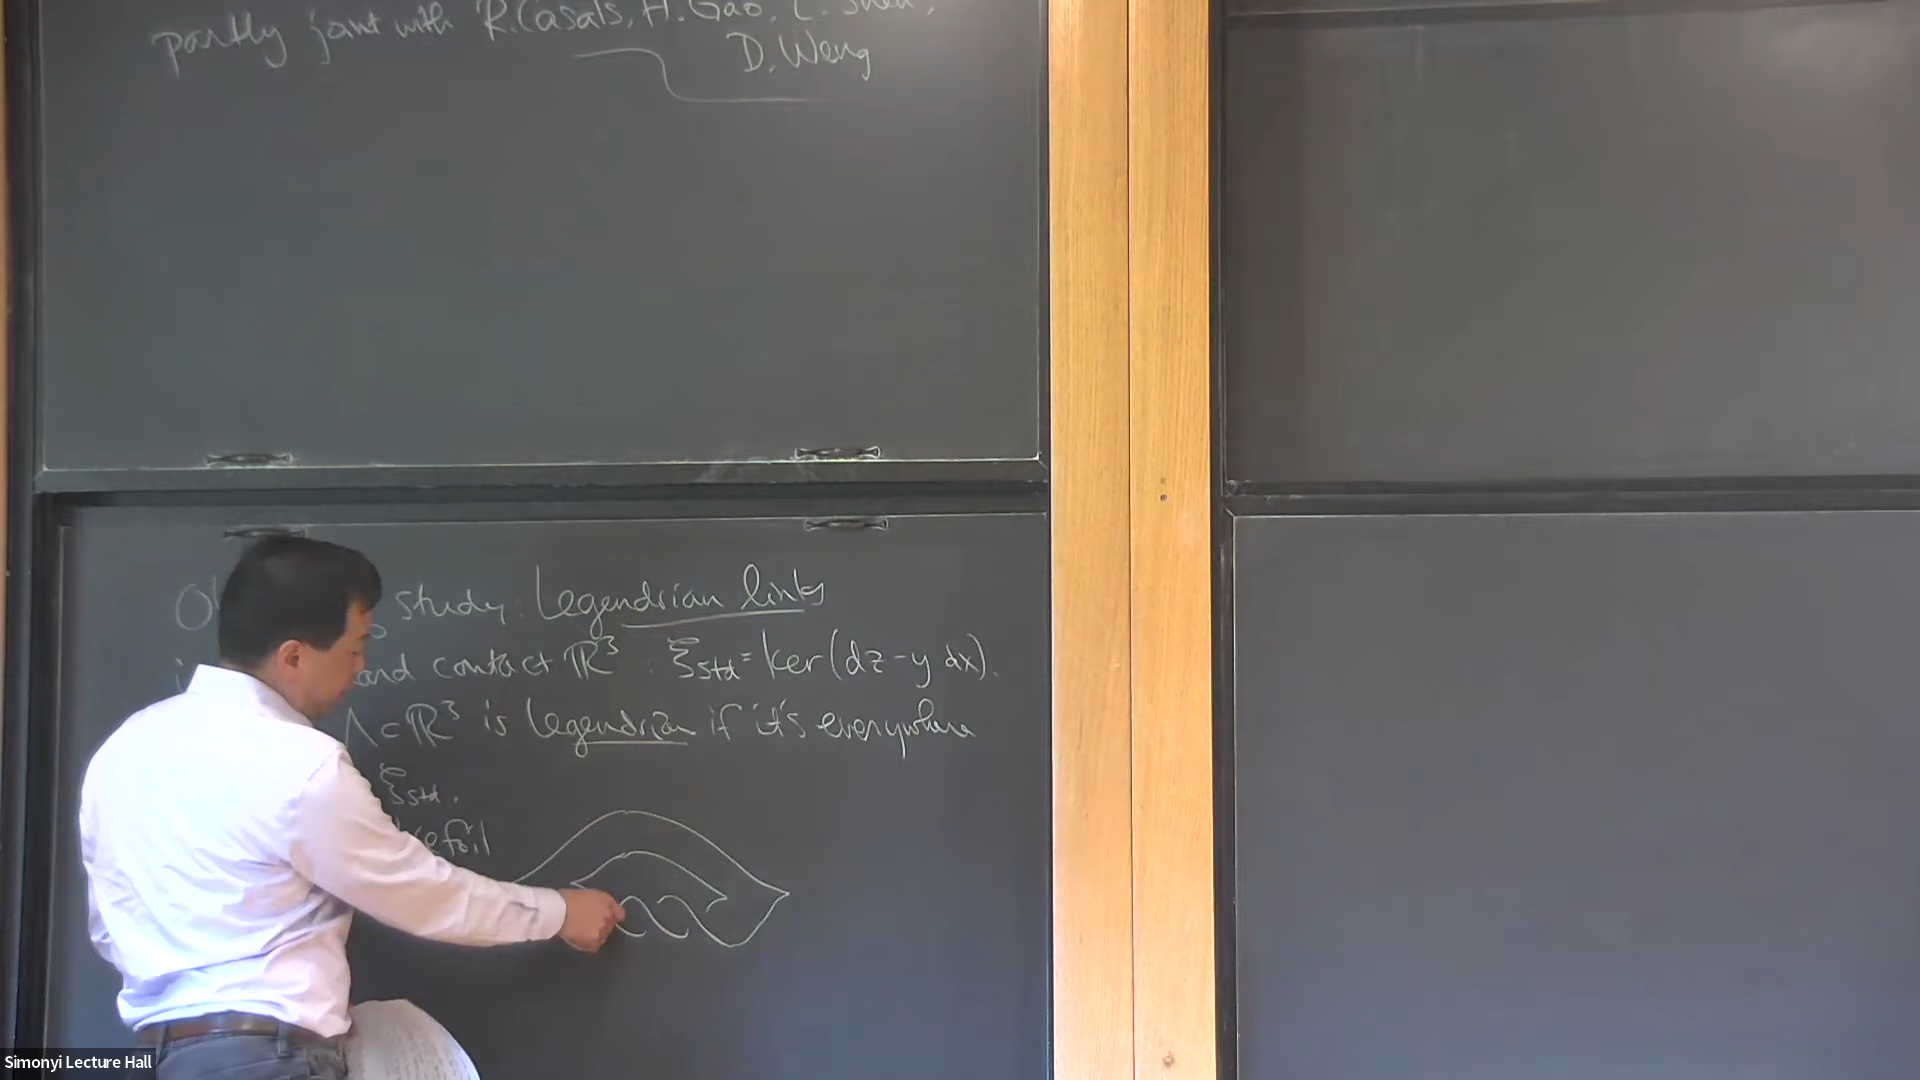 partly joint with R. Casals, H. Gao, L. Shen,
D. Weng
study: Legendrian links
and contact ℝ³ : ξstd = ker(dz - y dx).
Λ ⊂ ℝ³ is Legendrian if it's everywhere
ξstd.
Simonyi Lecture Hall